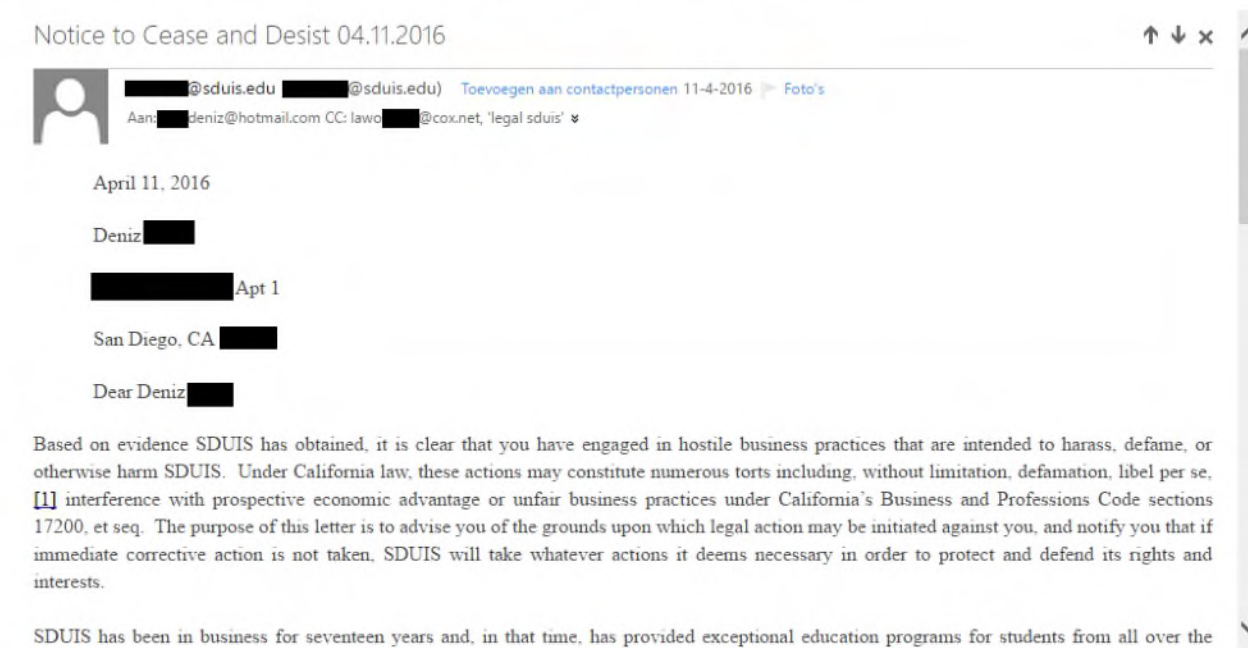 Notice to Cease and Desist 04.11.2016
@sduis.edu @sduis.edu) Toevoegen aan contactpersonen 11-4-2016 Foto's
Aan: deniz@hotmail.com CC: lawo @cox.net, 'legal sduis'
April 11, 2016
Deniz
Apt 1
San Diego, CA
Dear Deniz
Based on evidence SDUIS has obtained, it is clear that you have engaged in hostile business practices that are intended to harass, defame, or
otherwise harm SDUIS. Under California law, these actions may constitute numerous torts including, without limitation, defamation, libel per se,
[1] interference with prospective economic advantage or unfair business practices under California's Business and Professions Code sections
17200, et seq. The purpose of this letter is to advise you of the grounds upon which legal action may be initiated against you, and notify you that if
immediate corrective action is not taken, SDUIS will take whatever actions it deems necessary in order to protect and defend its rights and
interests.
SDUIS has been in business for seventeen years and, in that time, has provided exceptional education programs for students from all over the